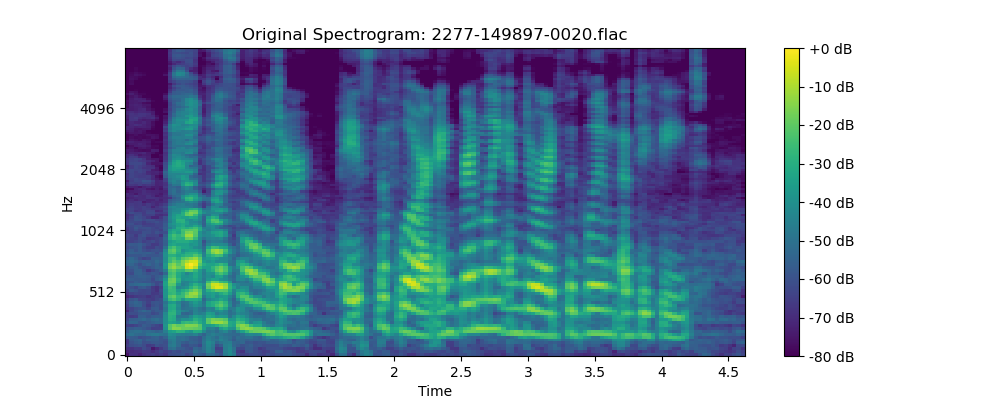 Original Spectrogram: 2277-149897-0020.flac
Hz
4096
2048
1024
512
0
0 0.5 1 1.5 2 2.5 3 3.5 4 4.5
Time
+0 dB
-10 dB
-20 dB
-30 dB
-40 dB
-50 dB
-60 dB
-70 dB
-80 dB